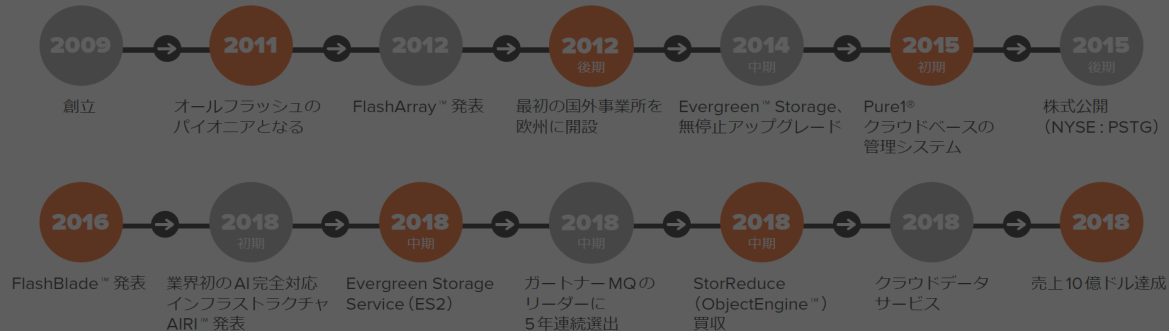 2009
2011
2012
2012
後期
2014
中期
2015
初期
2015
後期
創立
オールフラッシュの
パイオニアとなる
FlashArray™ 発表
最初の国外事業所を
欧州に開設
Evergreen™ Storage、
無停止アップグレード
Pure1®
クラウドベースの
管理システム
株式公開
（NYSE : PSTG）
2016
2018
初期
2018
中期
2018
中期
2018
中期
2018
2018
FlashBlade™ 発表
業界初のAI完全対応
インフラストラクチャ
AIRI™ 発表
Evergreen Storage
Service (ES2)
ガートナーMQの
リーダーに
5年連続選出
StorReduce
（ObjectEngine™）
買収
クラウドデータ
サービス
売上10億ドル達成